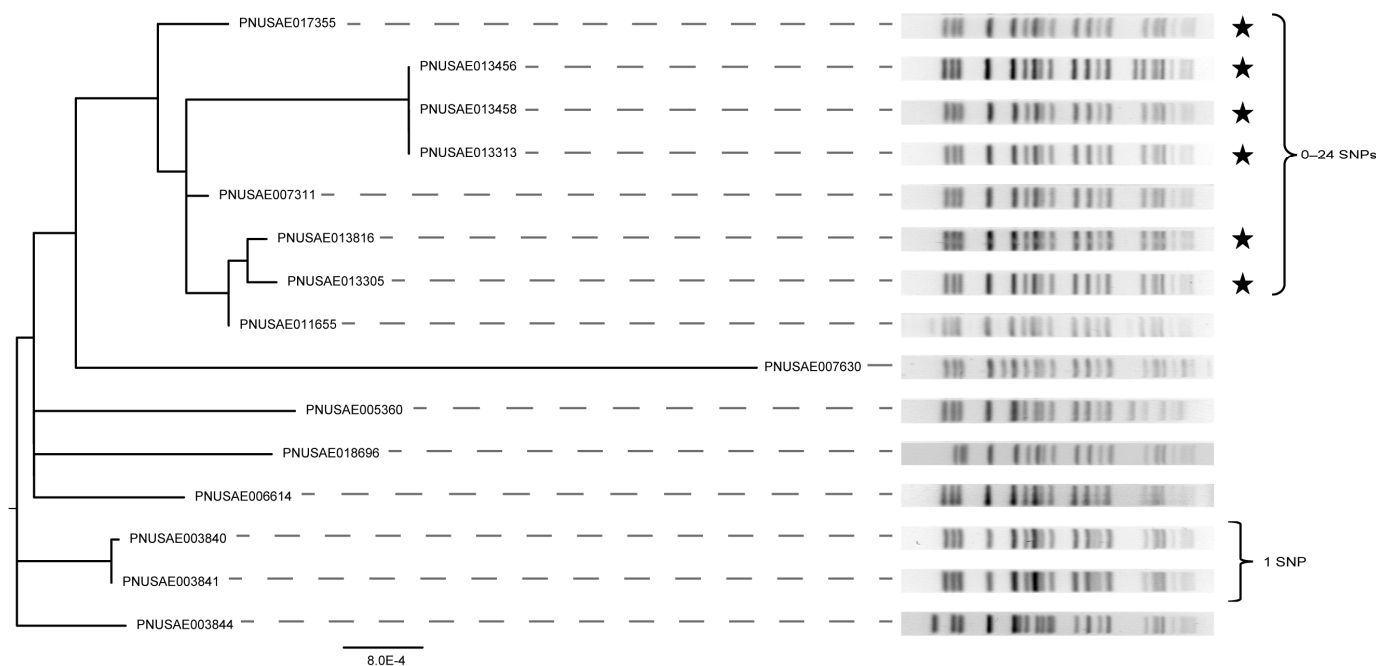 PNUSAE017355
PNUSAE013456
PNUSAE013458
PNUSAE013313
0–24 SNPs
PNUSAE007311
PNUSAE013816
PNUSAE013305
PNUSAE011655
PNUSAE007630
PNUSAE005360
PNUSAE018696
PNUSAE006614
PNUSAE003840
1 SNP
PNUSAE003841
PNUSAE003844
8.0E-4